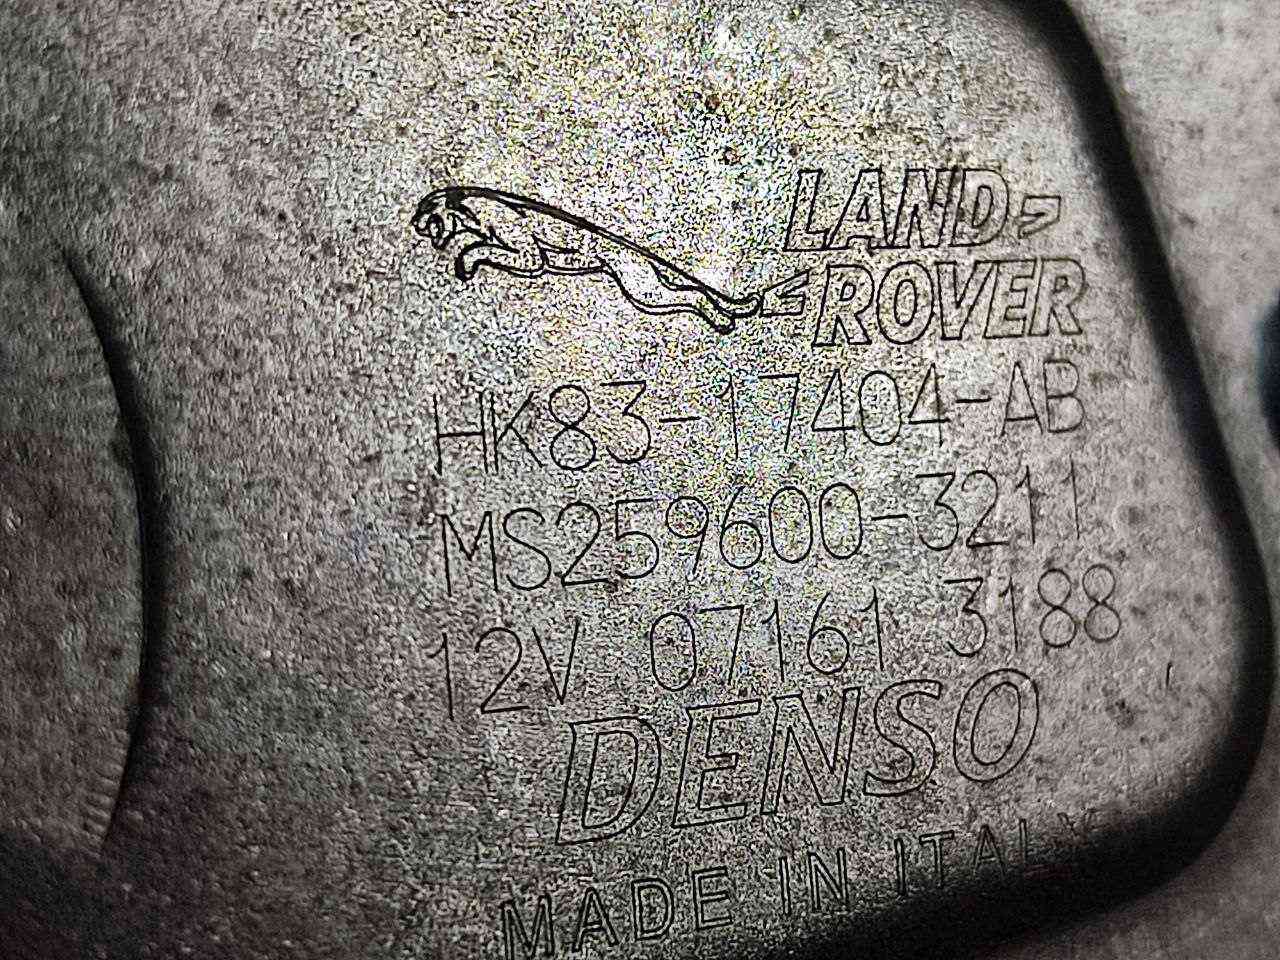 LAND
ROVER
HK83-17404-AB
MS259600-3211
12V 07161 3188
DENSO
MADE IN ITALY